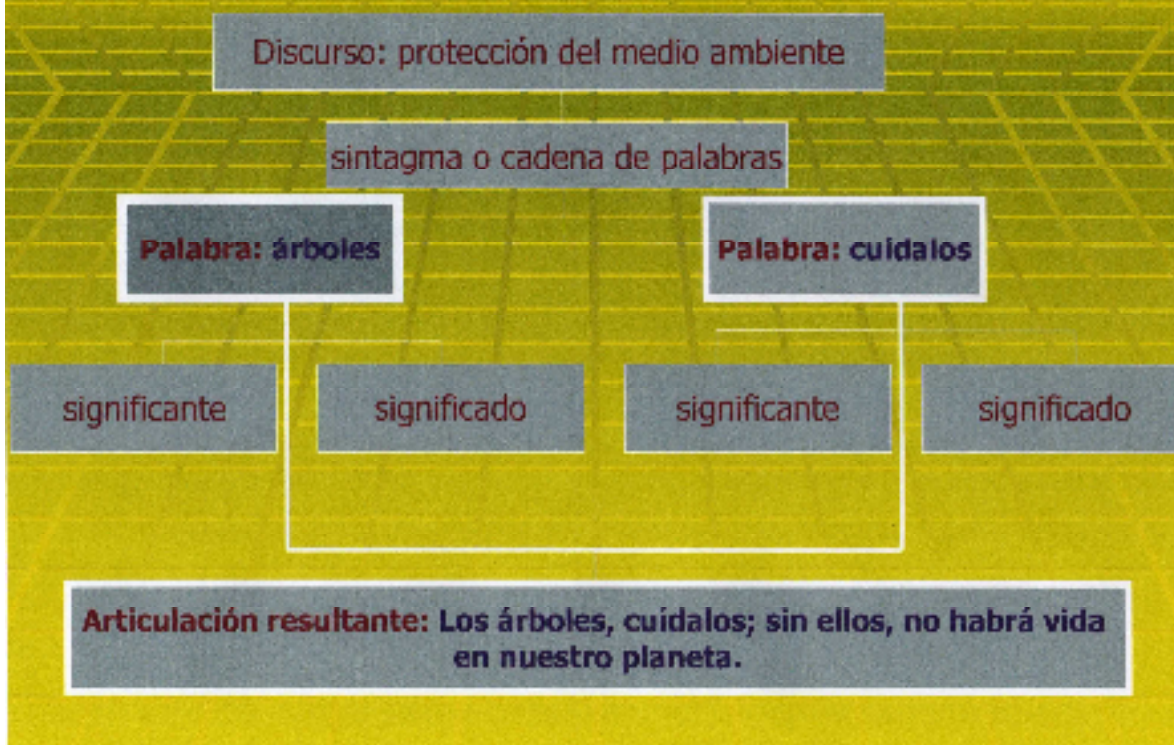 Discurso: protección del medio ambiente
sintagma o cadena de palabras
Palabra: árboles
Palabra: cuídalos
significante
significado
significante
significado
Articulación resultante: Los árboles, cuídalos; sin ellos, no habrá vida
en nuestro planeta.